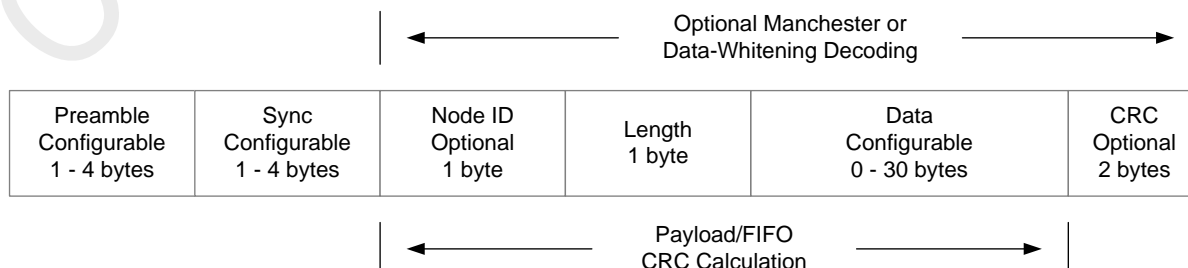 Optional Manchester or
Data-Whitening Decoding
Preamble
Configurable
1 - 4 bytes
Sync
Configurable
1 - 4 bytes
Node ID
Optional
1 byte
Length
1 byte
Data
Configurable
0 - 30 bytes
CRC
Optional
2 bytes
Payload/FIFO
CRC Calculation